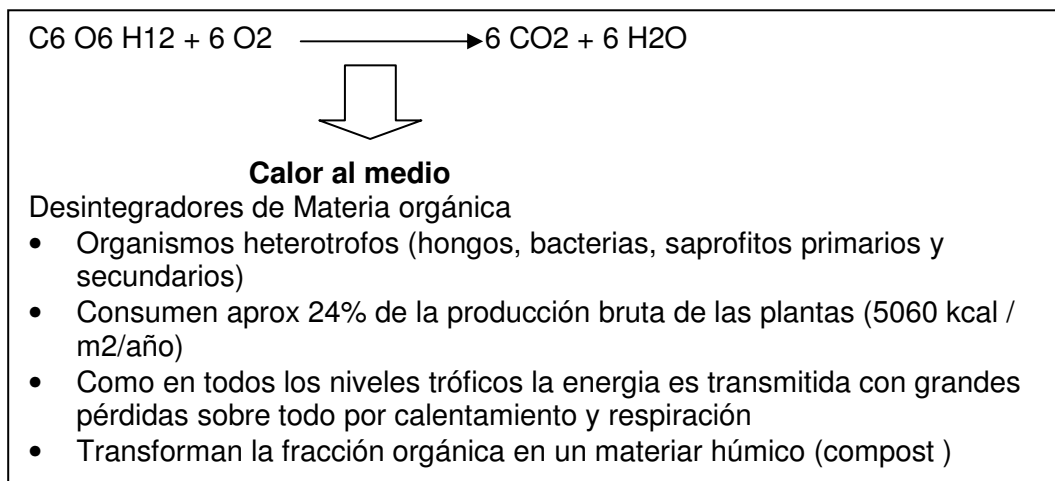 C6 O6 H12 + 6 O2 → 6 CO2 + 6 H2O
Calor al medio
Desintegradores de Materia orgánica
• Organismos heterotrofos (hongos, bacterias, saprofitos primarios y
secundarios)
• Consumen aprox 24% de la producción bruta de las plantas (5060 kcal /
m2/año)
• Como en todos los niveles tróficos la energia es transmitida con grandes
pérdidas sobre todo por calentamiento y respiración
• Transforman la fracción orgánica en un materiar húmico (compost )